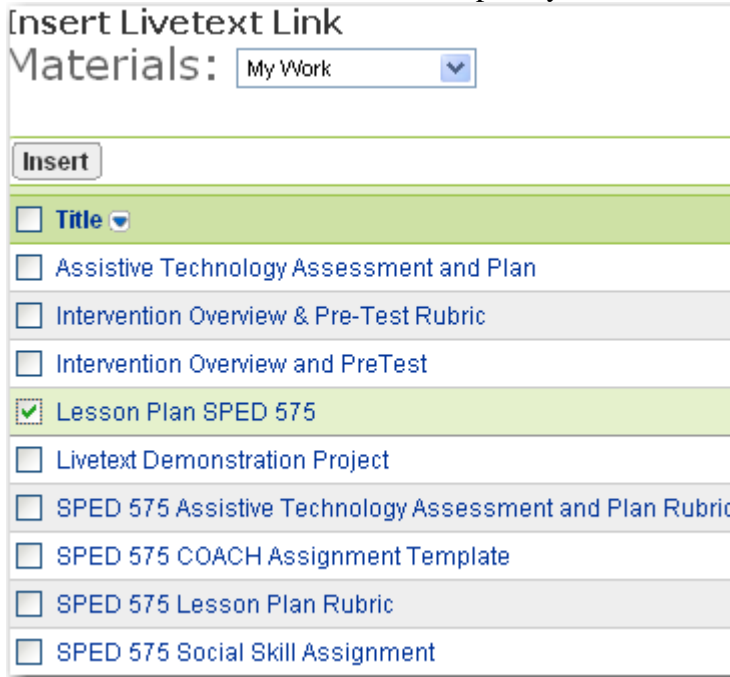 Insert Livetext Link
Materials: My Work
Insert
Title
Assistive Technology Assessment and Plan
Intervention Overview & Pre-Test Rubric
Intervention Overview and PreTest
Lesson Plan SPED 575
Livetext Demonstration Project
SPED 575 Assistive Technology Assessment and Plan Rubric
SPED 575 COACH Assignment Template
SPED 575 Lesson Plan Rubric
SPED 575 Social Skill Assignment